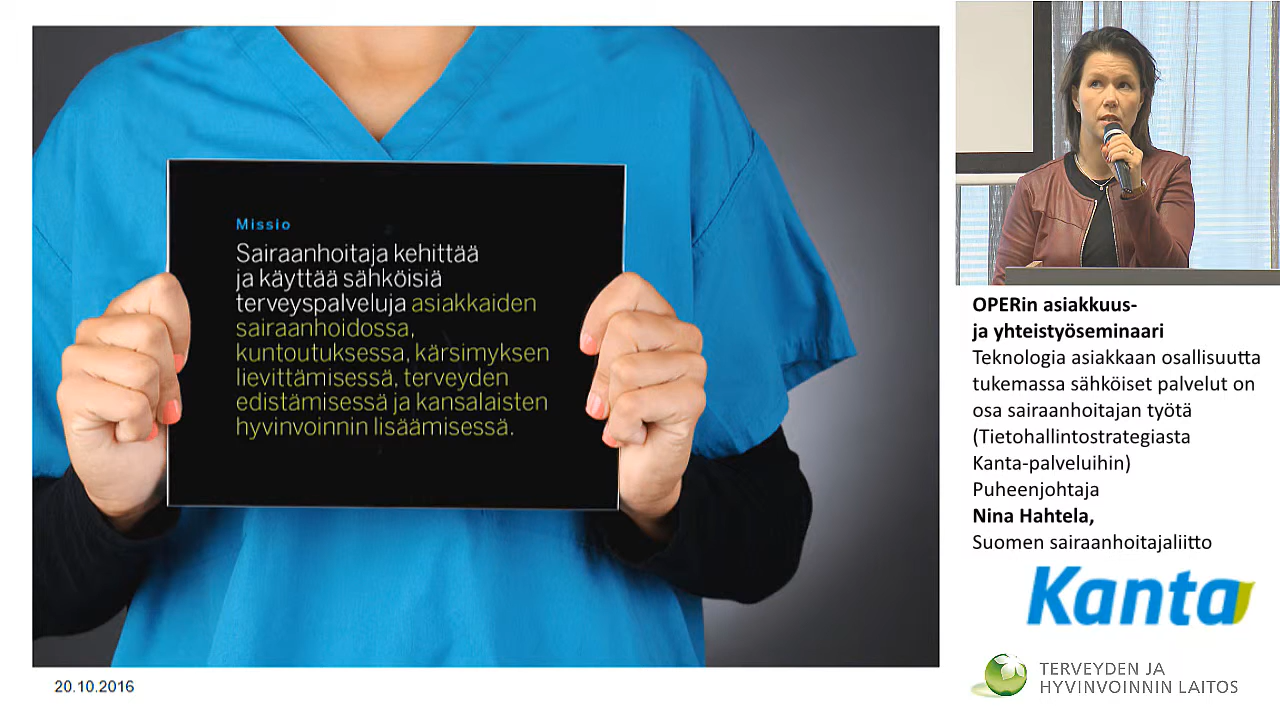 Missio
Sairaanhoitaja kehittää
ja käyttää sähköisiä
terveyspalveluja asiakkaiden
sairaanhoidossa,
kuntoutuksessa, kärsimyksen
lievittämisessä, terveyden
edistämisessä ja kansalaisten
hyvinvoinnin lisäämisessä.
20.10.2016
OPERin asiakkuus-
ja yhteistyöseminaari
Teknologia asiakkaan osallisuutta
tukemassa sähköiset palvelut on
osa sairaanhoitajan työtä
(Tietohallintostrategiasta
Kanta-palveluihin)
Puheenjohtaja
Nina Hahtela,
Suomen sairaanhoitajaliitto
Kanta
TERVEYDEN JA
HYVINVOINNIN LAITOS